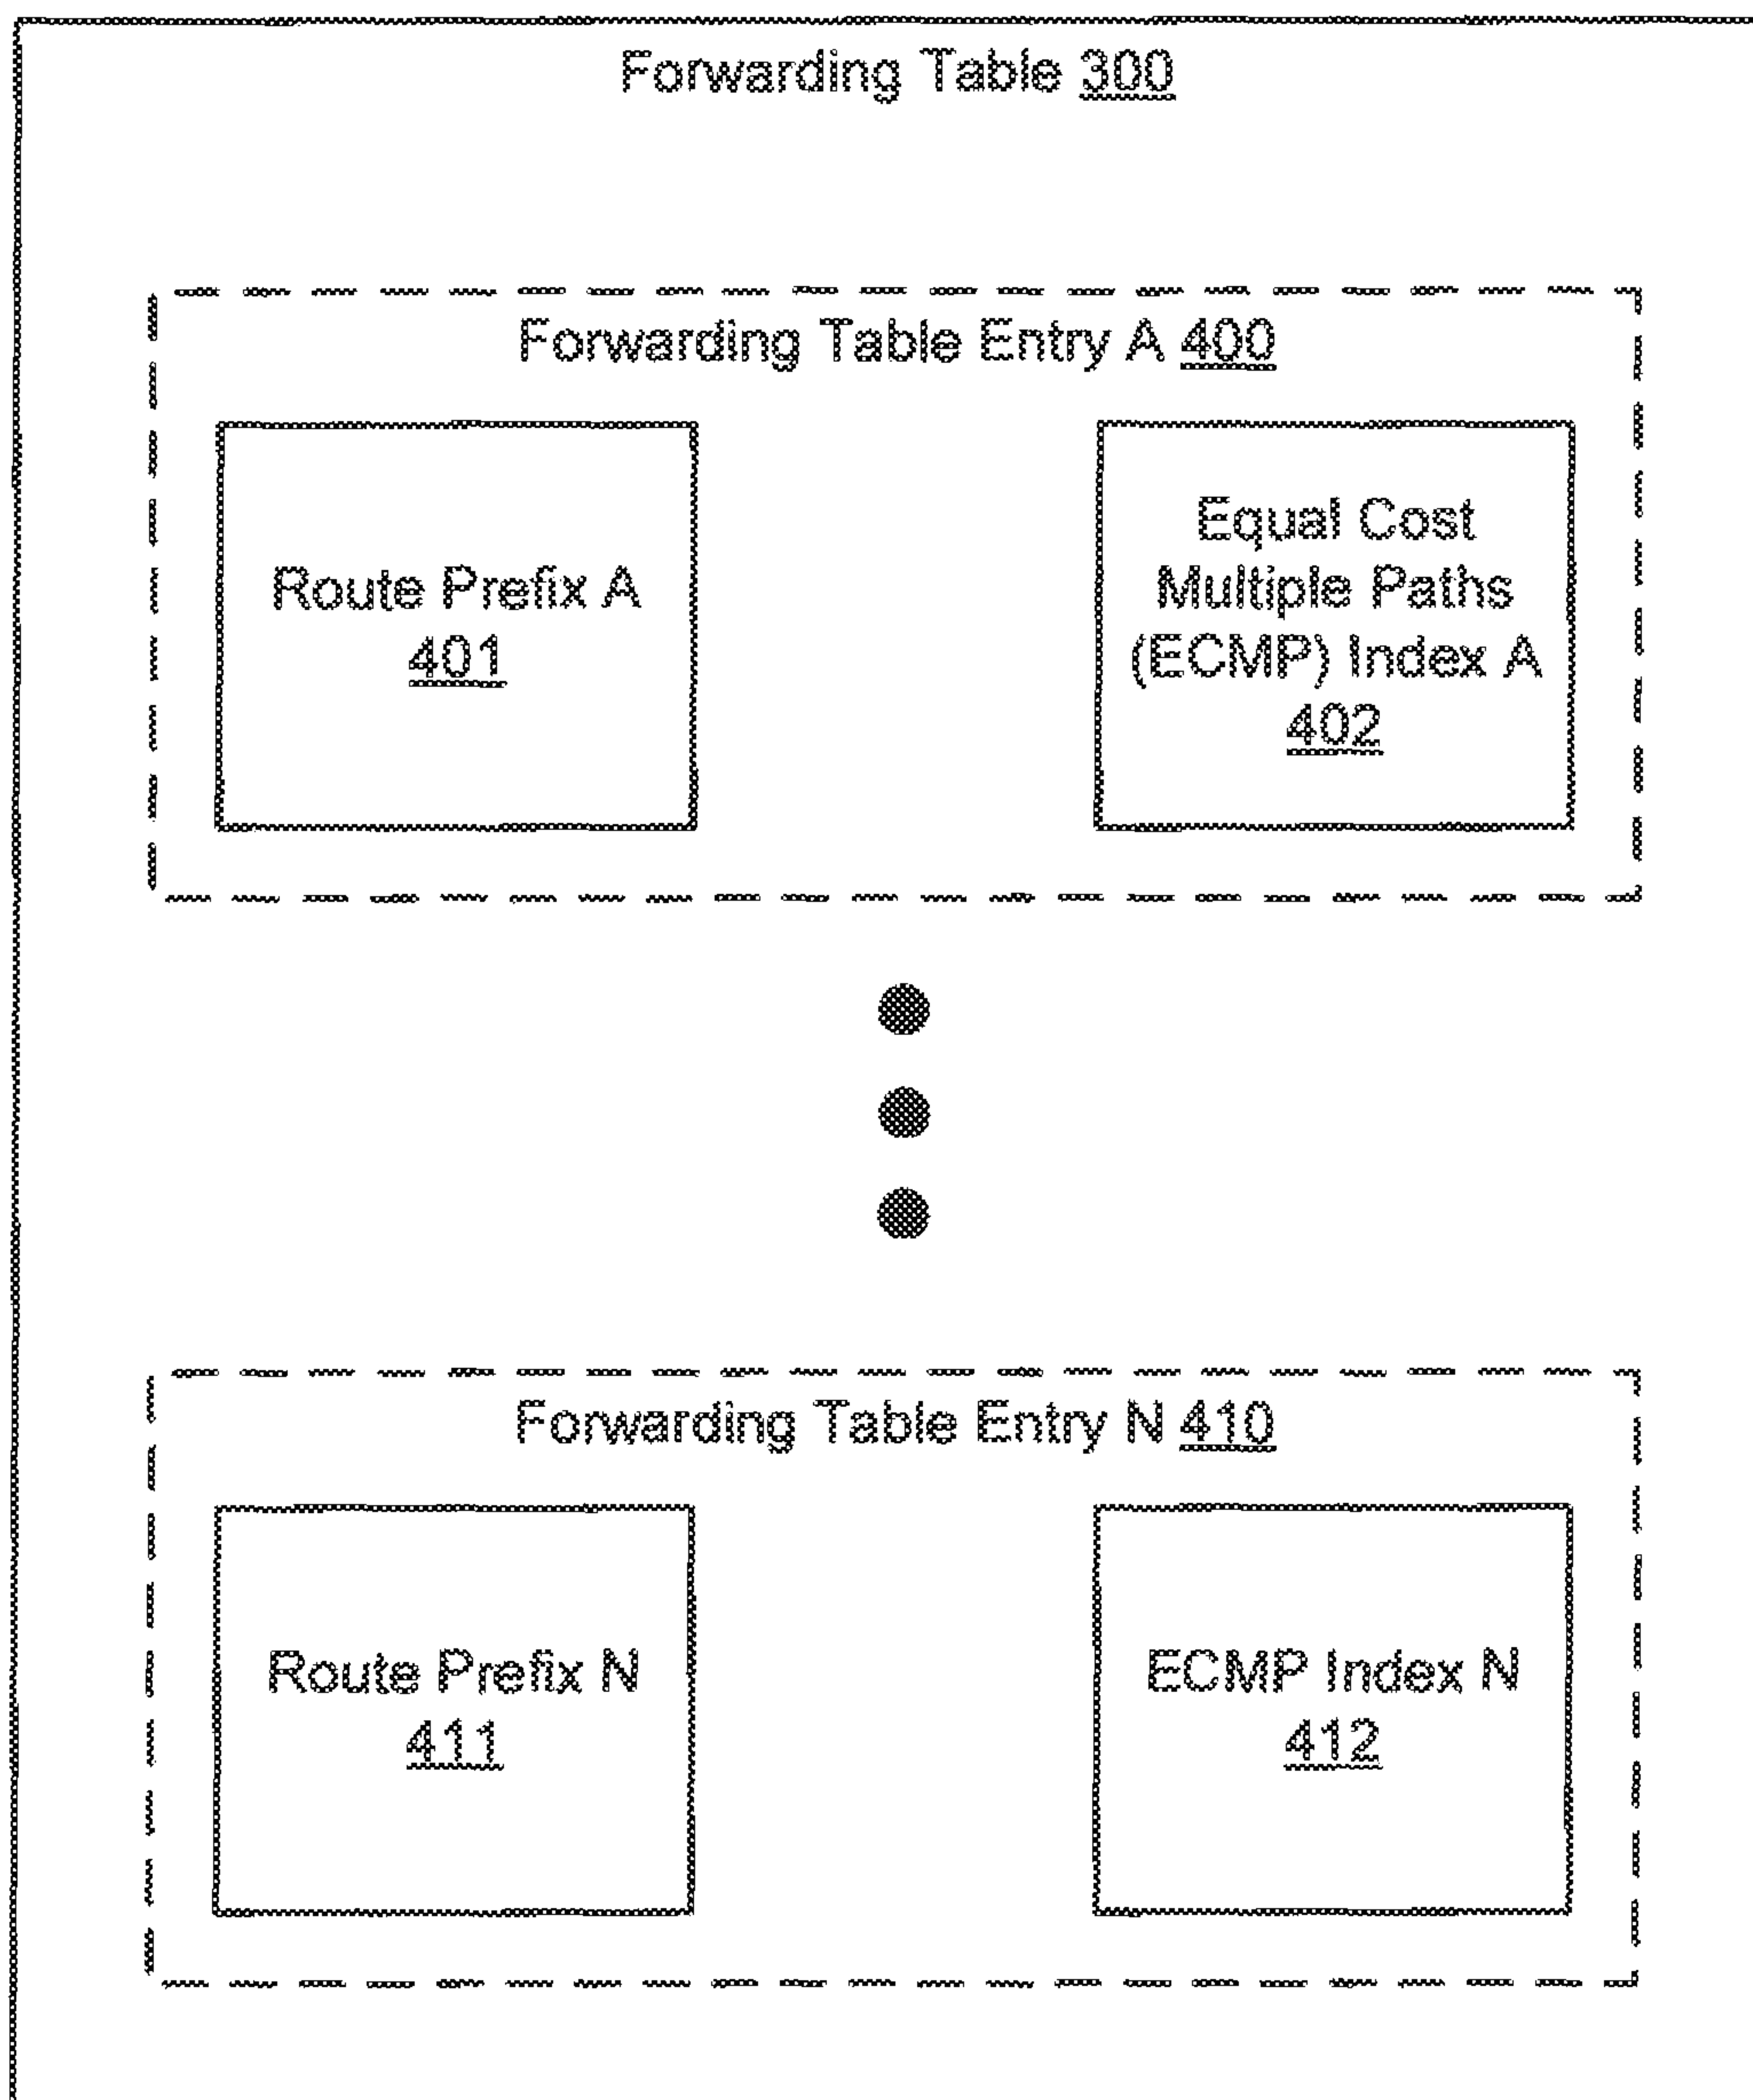 Forwarding Table 300
Forwarding Table Entry A 400
Route Prefix A
401
Equal Cost
Multiple Paths
(ECMP) Index A
402
Forwarding Table Entry N 410
Route Prefix N
411
ECMP Index N
412